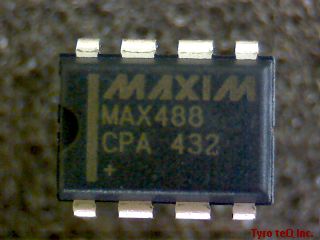 MAXIM
MAX488
CPA 432
+
Tyro teQ Inc.